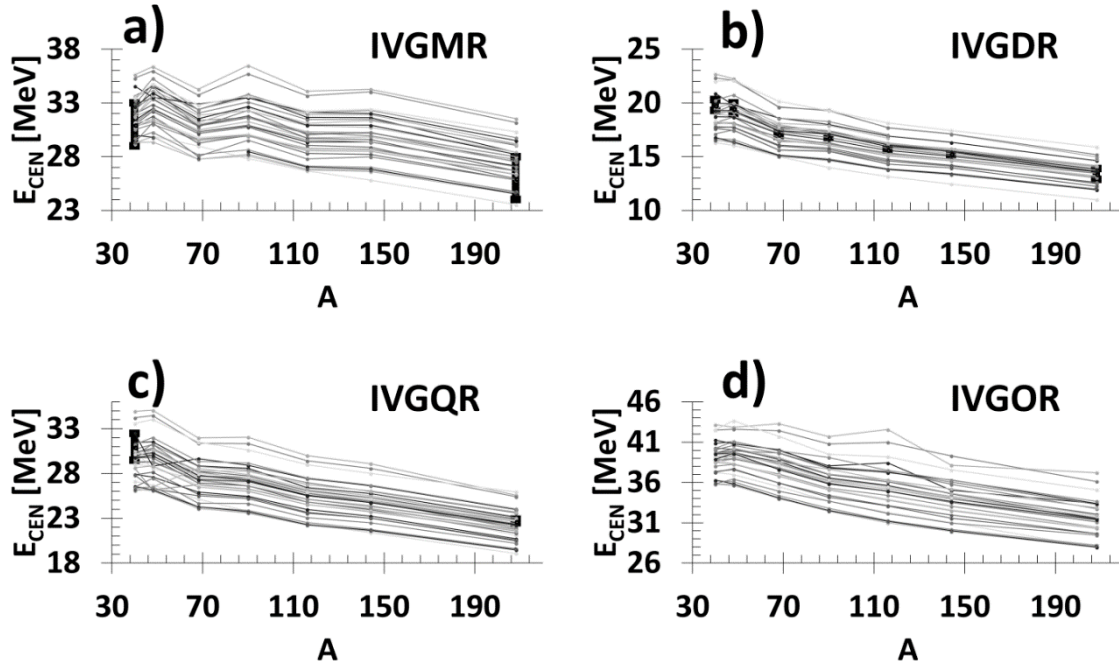 a) IVGMR
E_CEN [MeV]
38
33
28
23
30 70 110 150 190
A
b) IVGDR
E_CEN [MeV]
25
20
15
10
30 70 110 150 190
A
c) IVGQR
E_CEN [MeV]
33
28
23
18
30 70 110 150 190
A
d) IVGOR
E_CEN [MeV]
46
41
36
31
26
30 70 110 150 190
A